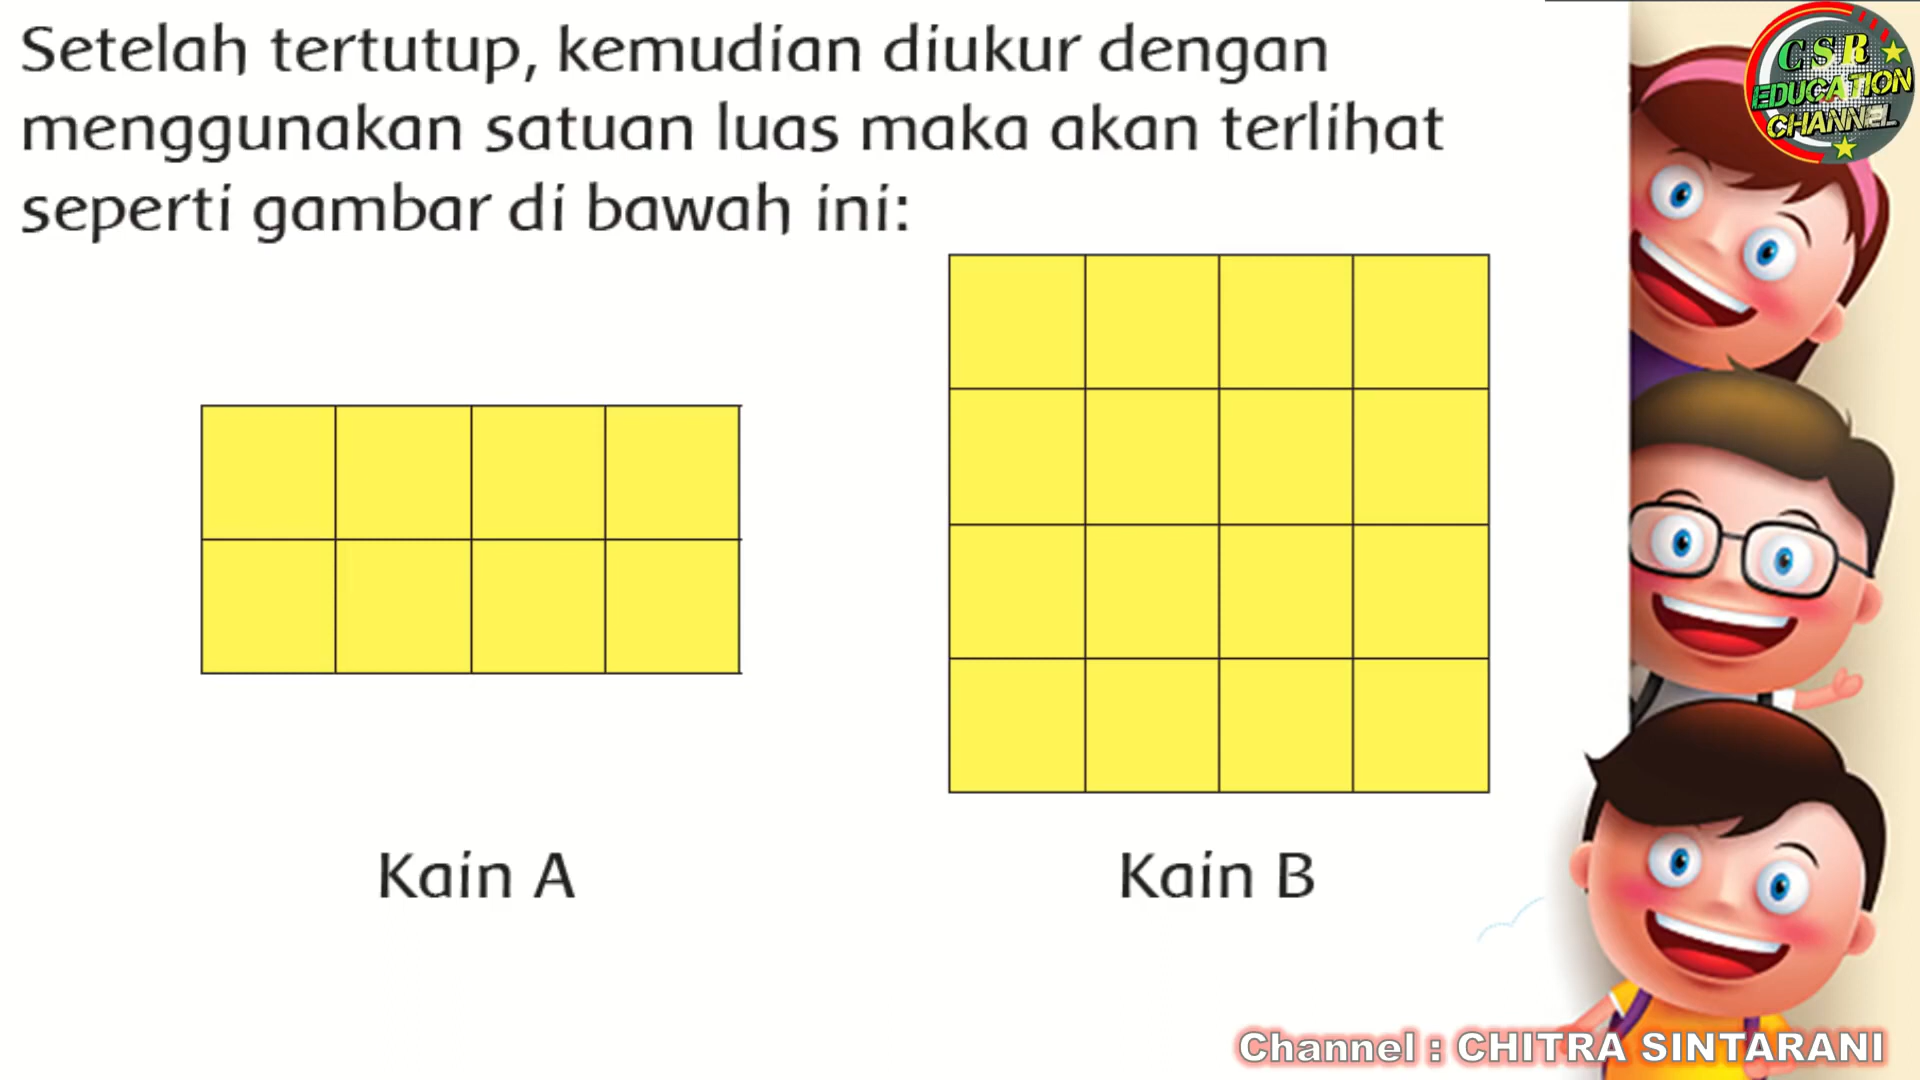 Setelah tertutup, kemudian diukur dengan
menggunakan satuan luas maka akan terlihat
seperti gambar di bawah ini:
Kain A
Kain B
CSR
EDUCATION
CHANNEL
Channel : CHITRA SINTARANI